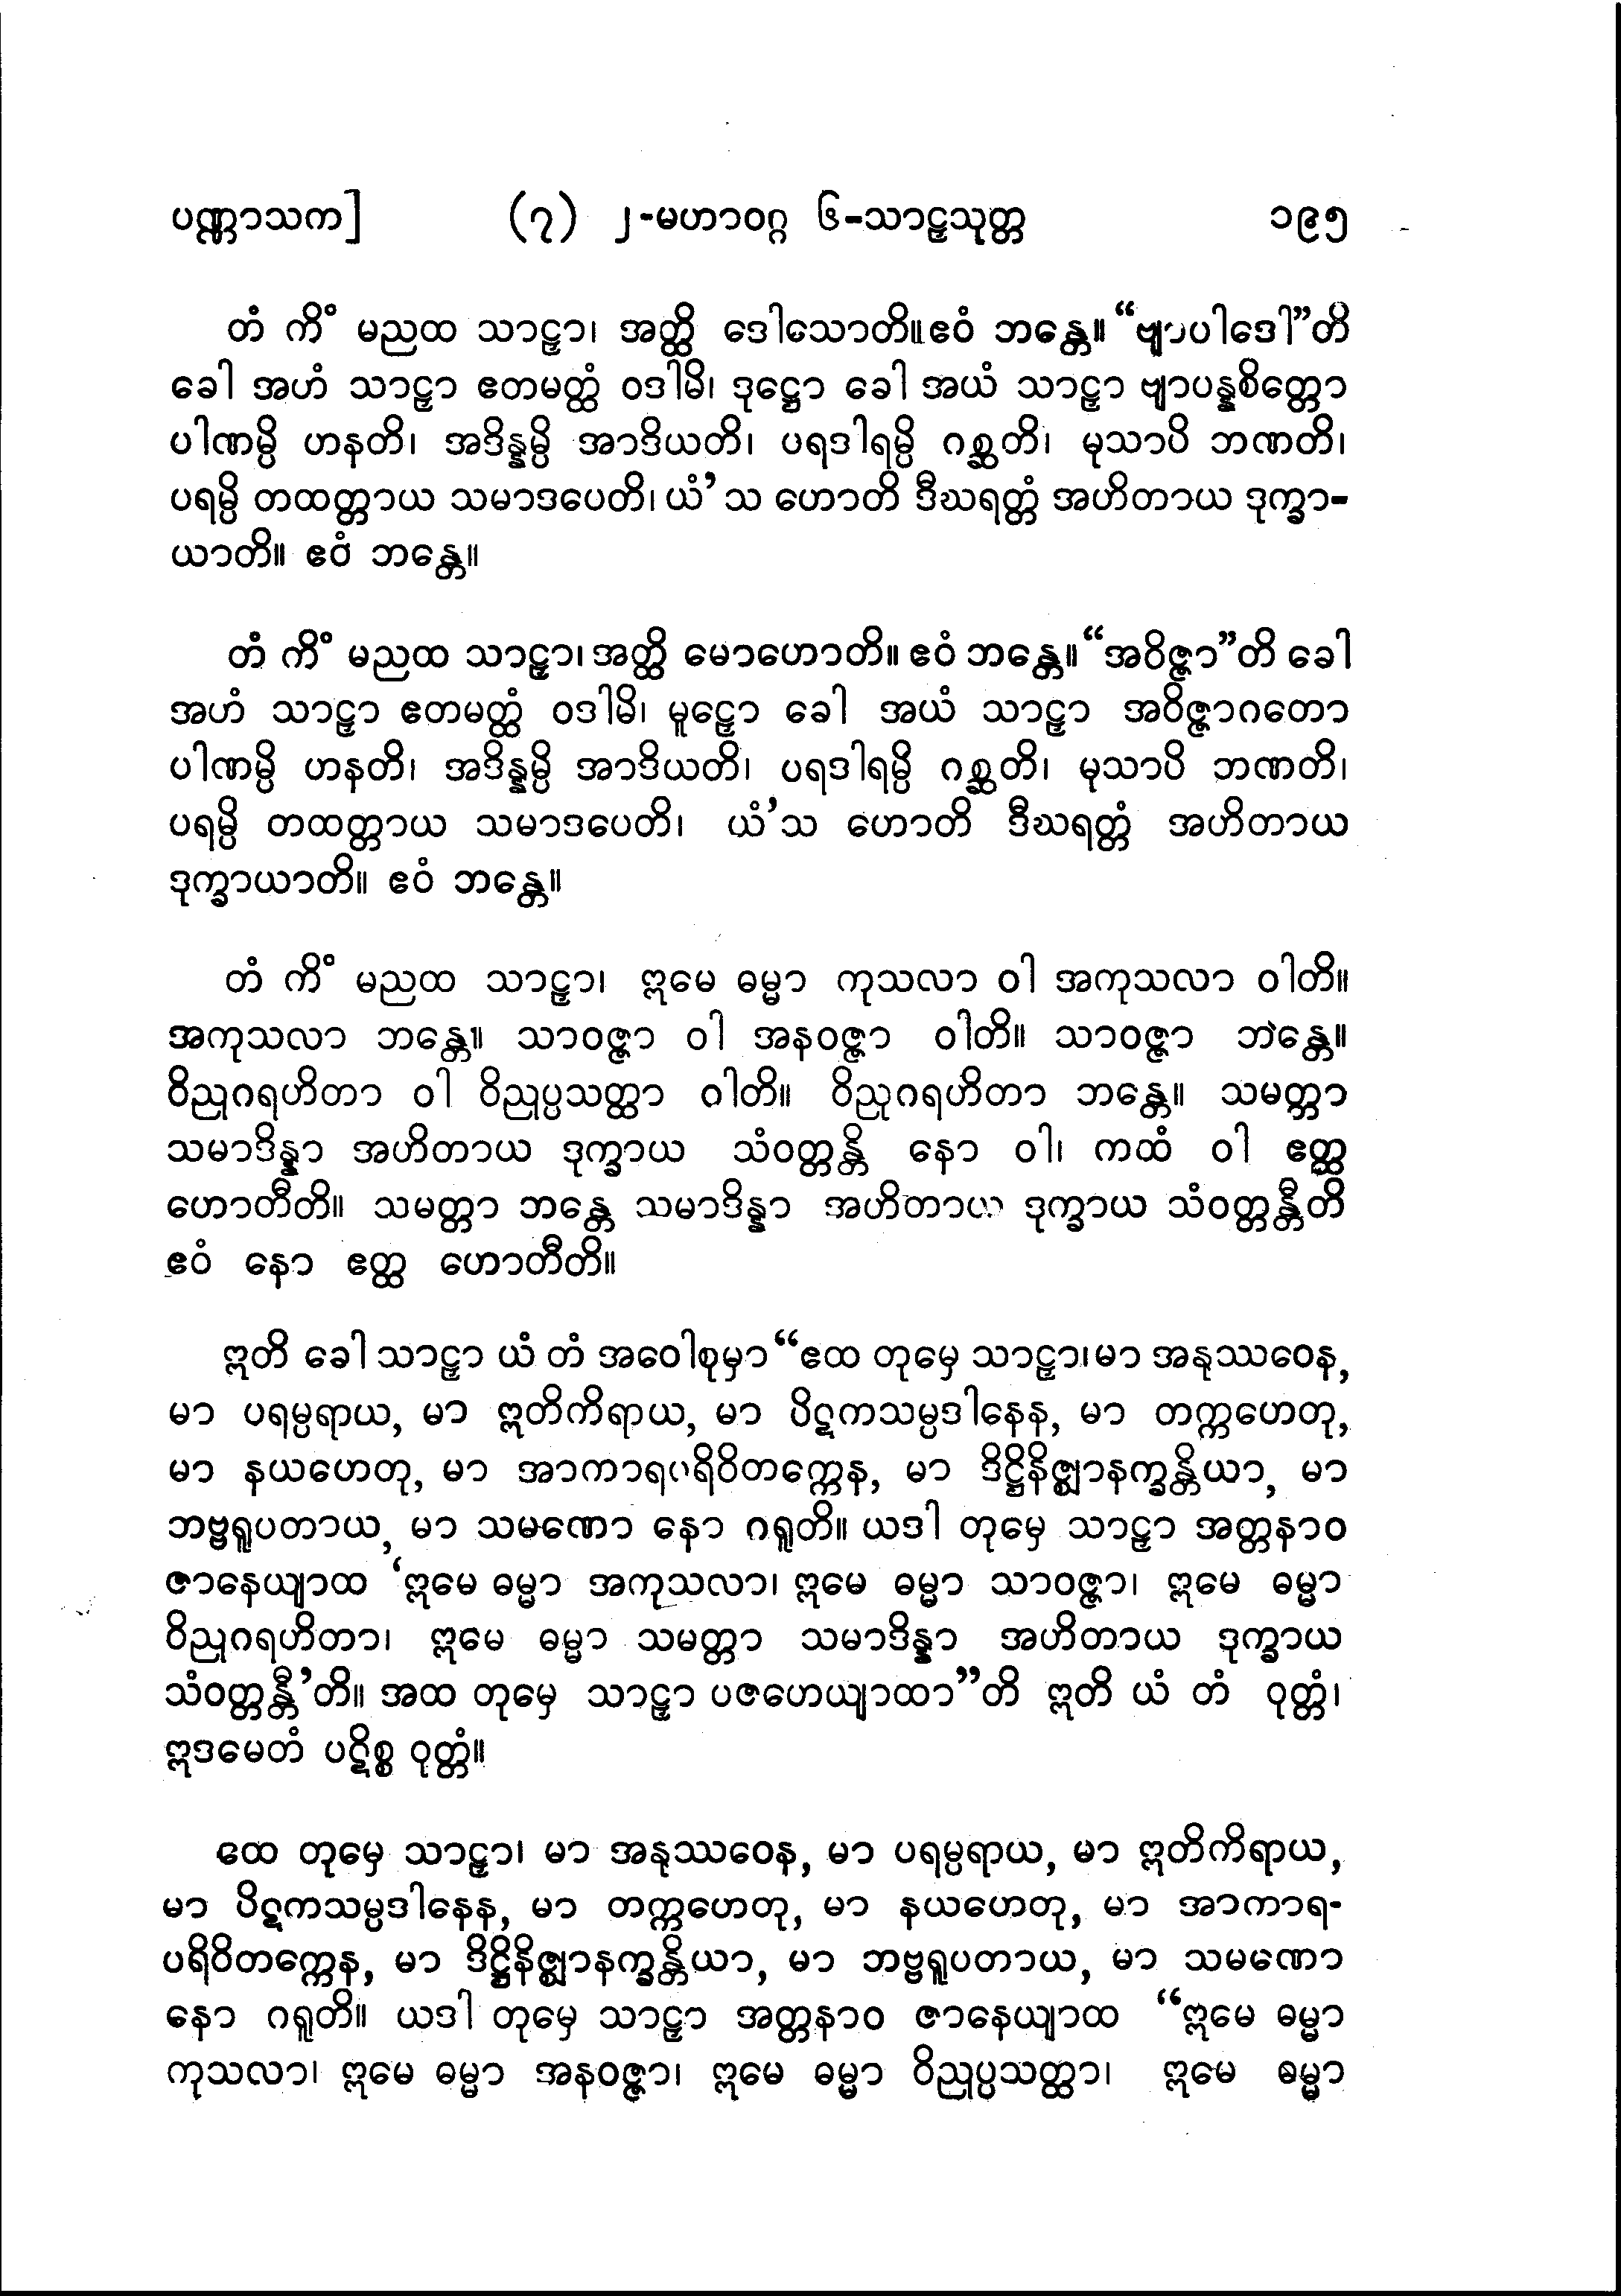 ပဏ္ဏာသက] (၇) ၂-မဟာဝဂ္ဂ ၆-သာဠှသုတ္တ ၁၉၅
တံ ကိံ မညထ သာဠှာ၊ အတ္ထိ ဒေါသောတိ။ ဧဝံ ဘန္တေ။ “ဗျာပါဒေါ”တိ
ခေါ အဟံ သာဠှာ ဧတမတ္ထံ ဝဒါမိ၊ ဒုဋ္ဌော ခေါ အယံ သာဠှာ ဗျာပန္နစိတ္တော
ပါဏမ္ပိ ဟနတိ၊ အဒိန္နမ္ပိ အာဒိယတိ၊ ပရဒါရမ္ပိ ဂစ္ဆတိ၊ မုသာပိ ဘဏတိ၊
ပရမ္ပိ တထတ္တာယ သမာဒပေတိ၊ ယံ’ သ ဟောတိ ဒီဃရတ္တံ အဟိတာယ ဒုက္ခာ-
ယာတိ။ ဧဝံ ဘန္တေ။
တံ ကိံ မညထ သာဠှာ၊ အတ္ထိ မောဟောတိ။ ဧဝံ ဘန္တေ။ “အဝိဇ္ဇာ”တိ ခေါ
အဟံ သာဠှာ ဧတမတ္ထံ ဝဒါမိ၊ မူဠှော ခေါ အယံ သာဠှာ အဝိဇ္ဇာဂတော
ပါဏမ္ပိ ဟနတိ၊ အဒိန္နမ္ပိ အာဒိယတိ၊ ပရဒါရမ္ပိ ဂစ္ဆတိ၊ မုသာပိ ဘဏတိ၊
ပရမ္ပိ တထတ္တာယ သမာဒပေတိ၊ ယံ’သ ဟောတိ ဒီဃရတ္တံ အဟိတာယ
ဒုက္ခာယာတိ။ ဧဝံ ဘန္တေ။
တံ ကိံ မညထ သာဠှာ၊ ဣမေ ဓမ္မာ ကုသလာ ဝါ အကုသလာ ဝါတိ။
အကုသလာ ဘန္တေ။ သာဝဇ္ဇာ ဝါ အနဝဇ္ဇာ ဝါတိ။ သာဝဇ္ဇာ ဘန္တေ။
ဝိညုဂရဟိတာ ဝါ ဝိညုပ္ပသတ္ထာ ဝါတိ။ ဝိညုဂရဟိတာ ဘန္တေ။ သမတ္တာ
သမာဒိန္နာ အဟိတာယ ဒုက္ခာယ သံဝတ္တန္တိ နော ဝါ၊ ကထံ ဝါ ဧတ္ထ
ဟောတီတိ။ သမတ္တာ ဘန္တေ သမာဒိန္နာ အဟိတာယ ဒုက္ခာယ သံဝတ္တန္တီတိ
ဧဝံ နော ဧတ္ထ ဟောတီတိ။
ဣတိ ခေါ သာဠှာ ယံ တံ အဝေါစုမှာ “ဧထ တုမှေ သာဠှာ၊ မာ အနုဿဝေန,
မာ ပရမ္ပရာယ, မာ ဣတိကိရာယ, မာ ပိဋကသမ္ပဒါနေန, မာ တက္ကဟေတု,
မာ နယဟေတု, မာ အာကာရပရိဝိတက္ကေန, မာ ဒိဋ္ဌိနိဇ္ဈာနက္ခန္တိယာ, မာ
ဘဗ္ဗရူပတာယ, မာ သမဏော နော ဂရူတိ။ ယဒါ တုမှေ သာဠှာ အတ္တနာဝ
ဇာနေယျာထ ‘ဣမေ ဓမ္မာ အကုသလာ၊ ဣမေ ဓမ္မာ သာဝဇ္ဇာ၊ ဣမေ ဓမ္မာ
ဝိညုဂရဟိတာ၊ ဣမေ ဓမ္မာ သမတ္တာ သမာဒိန္နာ အဟိတာယ ဒုက္ခာယ
သံဝတ္တန္တီ’တိ။ အထ တုမှေ သာဠှာ ပဇဟေယျာထာ”တိ ဣတိ ယံ တံ ဝုတ္တံ၊
ဣဒမေတံ ပဋိစ္စ ဝုတ္တံ။
ထေ တုမှေ သာဠှာ၊ မာ အနုဿဝေန, မာ ပရမ္ပရာယ, မာ ဣတိကိရာယ,
မာ ပိဋကသမ္ပဒါနေန, မာ တက္ကဟေတု, မာ နယဟေတု, မာ အာကာရ-
ပရိဝိတက္ကေန, မာ ဒိဋ္ဌိနိဇ္ဈာနက္ခန္တိယာ, မာ ဘဗ္ဗရူပတာယ, မာ သမဏော
နော ဂရူတိ။ ယဒါ တုမှေ သာဠှာ အတ္တနာဝ ဇာနေယျာထ “ဣမေ ဓမ္မာ
ကုသလာ၊ ဣမေ ဓမ္မာ အနဝဇ္ဇာ၊ ဣမေ ဓမ္မာ ဝိညုပ္ပသတ္ထာ၊ ဣမေ ဓမ္မာ